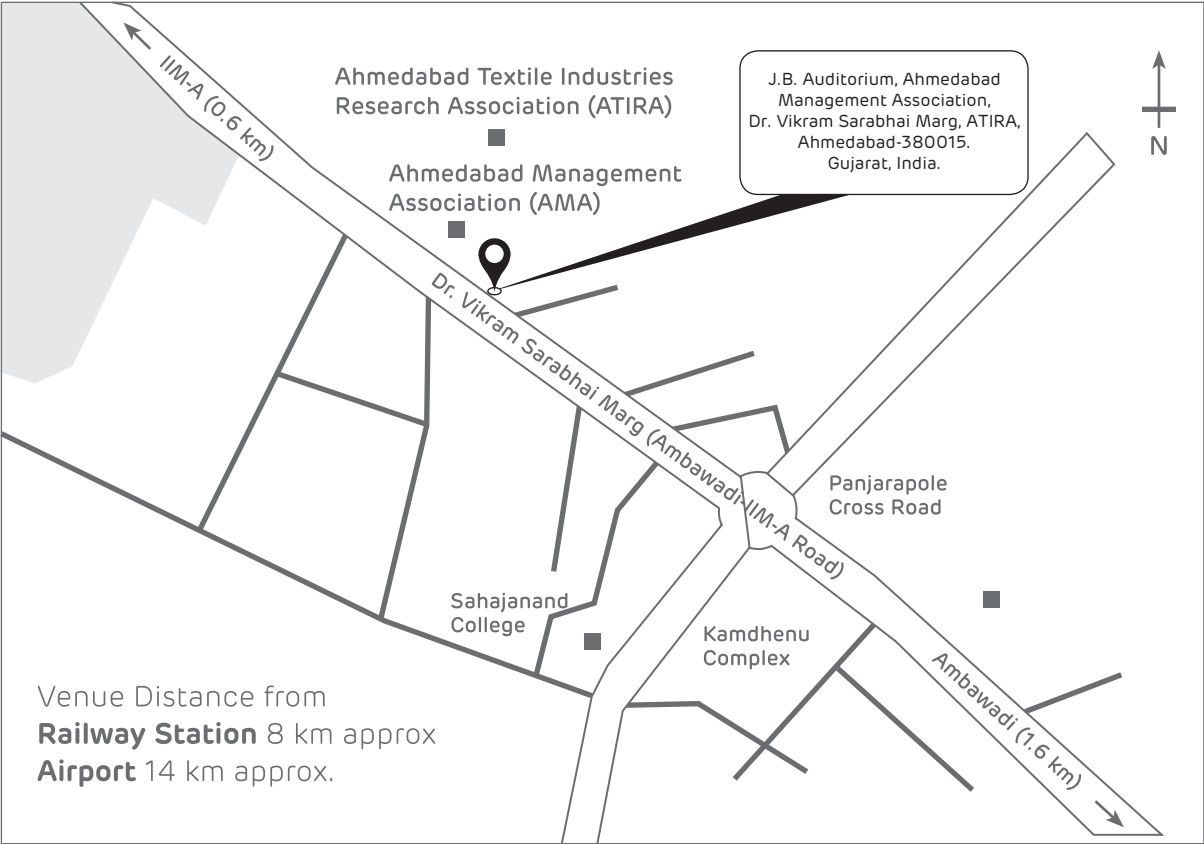 IIM-A (0.6 km)
Ahmedabad Textile Industries
Research Association (ATIRA)
Ahmedabad Management
Association (AMA)
J.B. Auditorium, Ahmedabad
Management Association,
Dr. Vikram Sarabhai Marg, ATIRA,
Ahmedabad-380015.
Gujarat, India.
N
Dr. Vikram Sarabhai Marg (Ambawadi-IIM-A Road)
Panjarapole
Cross Road
Sahajanand
College
Kamdhenu
Complex
Ambawadi (1.6 km)
Venue Distance from
Railway Station 8 km approx
Airport 14 km approx.